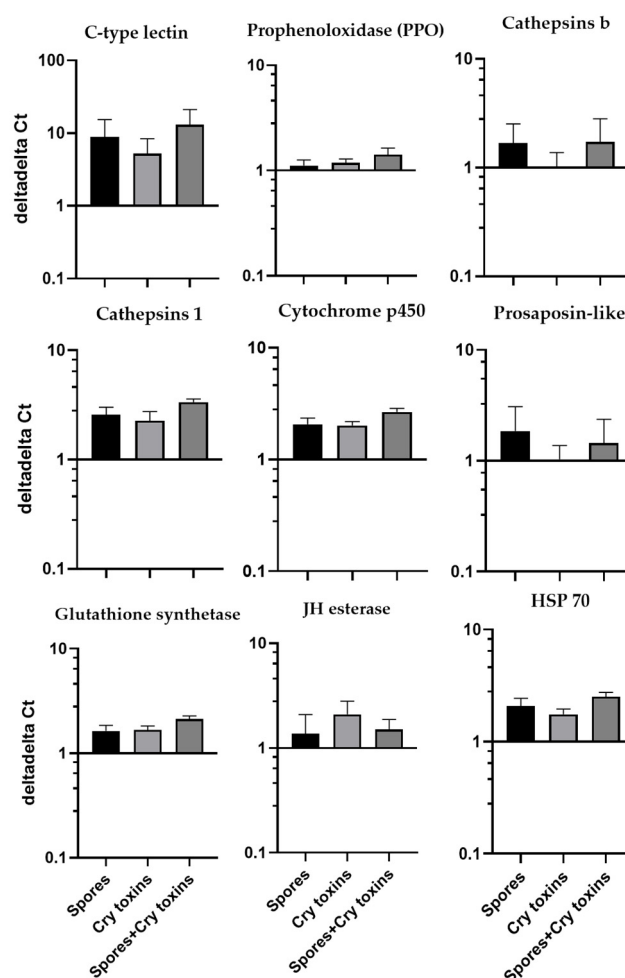 C-type lectin
Prophenoloxidase (PPO)
Cathepsins b
deltadelta Ct
100
10
1
0.1
10
1
0.1
10
1
0.1
Cathepsins 1
Cytochrome p450
Prosaposin-like
deltadelta Ct
10
1
0.1
10
1
0.1
10
1
0.1
Glutathione synthetase
JH esterase
HSP 70
deltadelta Ct
10
1
0.1
10
1
0.1
10
1
0.1
Spores
Cry toxins
Spores+Cry toxins
Spores
Cry toxins
Spores+Cry toxins
Spores
Cry toxins
Spores+Cry toxins